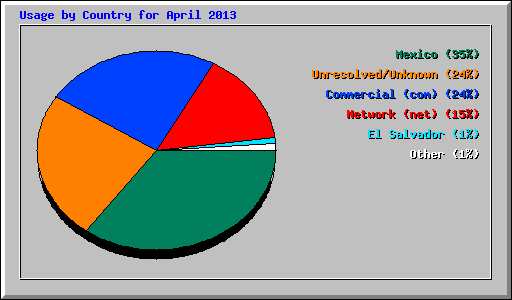 Usage by Country for April 2013
Mexico (35%)
Unresolved/Unknown (24%)
Commercial (com) (24%)
Network (net) (15%)
El Salvador (1%)
Other (1%)